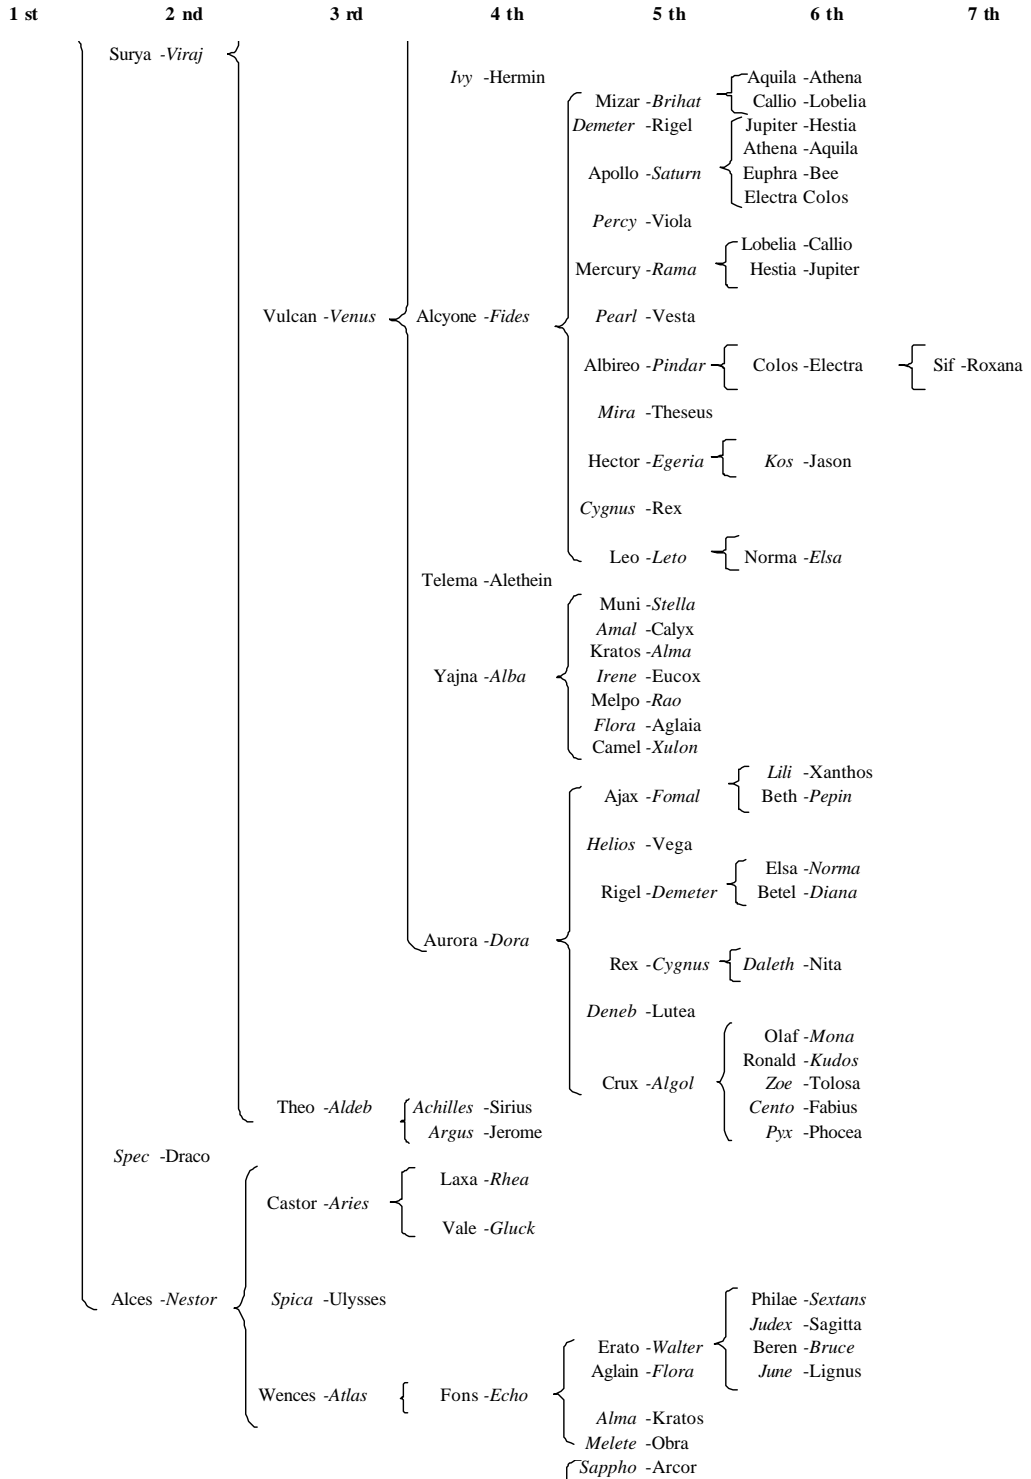 1 st 2 nd 3 rd 4 th 5 th 6 th 7 th
Surya -Viraj
Ivy -Hermin
Aquila -Athena
Mizar -Brihat
Callio -Lobelia
Demeter -Rigel
Jupiter -Hestia
Athena -Aquila
Apollo -Saturn
Euphra -Bee
Electra Colos
Percy -Viola
Lobelia -Callio
Mercury -Rama
Hestia -Jupiter
Vulcan -Venus
Alcyone -Fides
Pearl -Vesta
Albireo -Pindar
Colos -Electra
Sif -Roxana
Mira -Theseus
Hector -Egeria
Kos -Jason
Cygnus -Rex
Leo -Leto
Norma -Elsa
Telema -Alethein
Muni -Stella
Amal -Calyx
Kratos -Alma
Yajna -Alba
Irene -Eucox
Melpo -Rao
Flora -Aglaia
Camel -Xulon
Lili -Xanthos
Ajax -Fomal
Beth -Pepin
Helios -Vega
Elsa -Norma
Rigel -Demeter
Betel -Diana
Aurora -Dora
Rex -Cygnus
Daleth -Nita
Deneb -Lutea
Olaf -Mona
Ronald -Kudos
Crux -Algol
Zoe -Tolosa
Theo -Aldeb
Achilles -Sirius
Cento -Fabius
Argus -Jerome
Pyx -Phocea
Spec -Draco
Laxa -Rhea
Castor -Aries
Vale -Gluck
Alces -Nestor
Spica -Ulysses
Philae -Sextans
Judex -Sagitta
Erato -Walter
Beren -Bruce
Aglain -Flora
June -Lignus
Wences -Atlas
Fons -Echo
Alma -Kratos
Melete -Obra
Sappho -Arcor